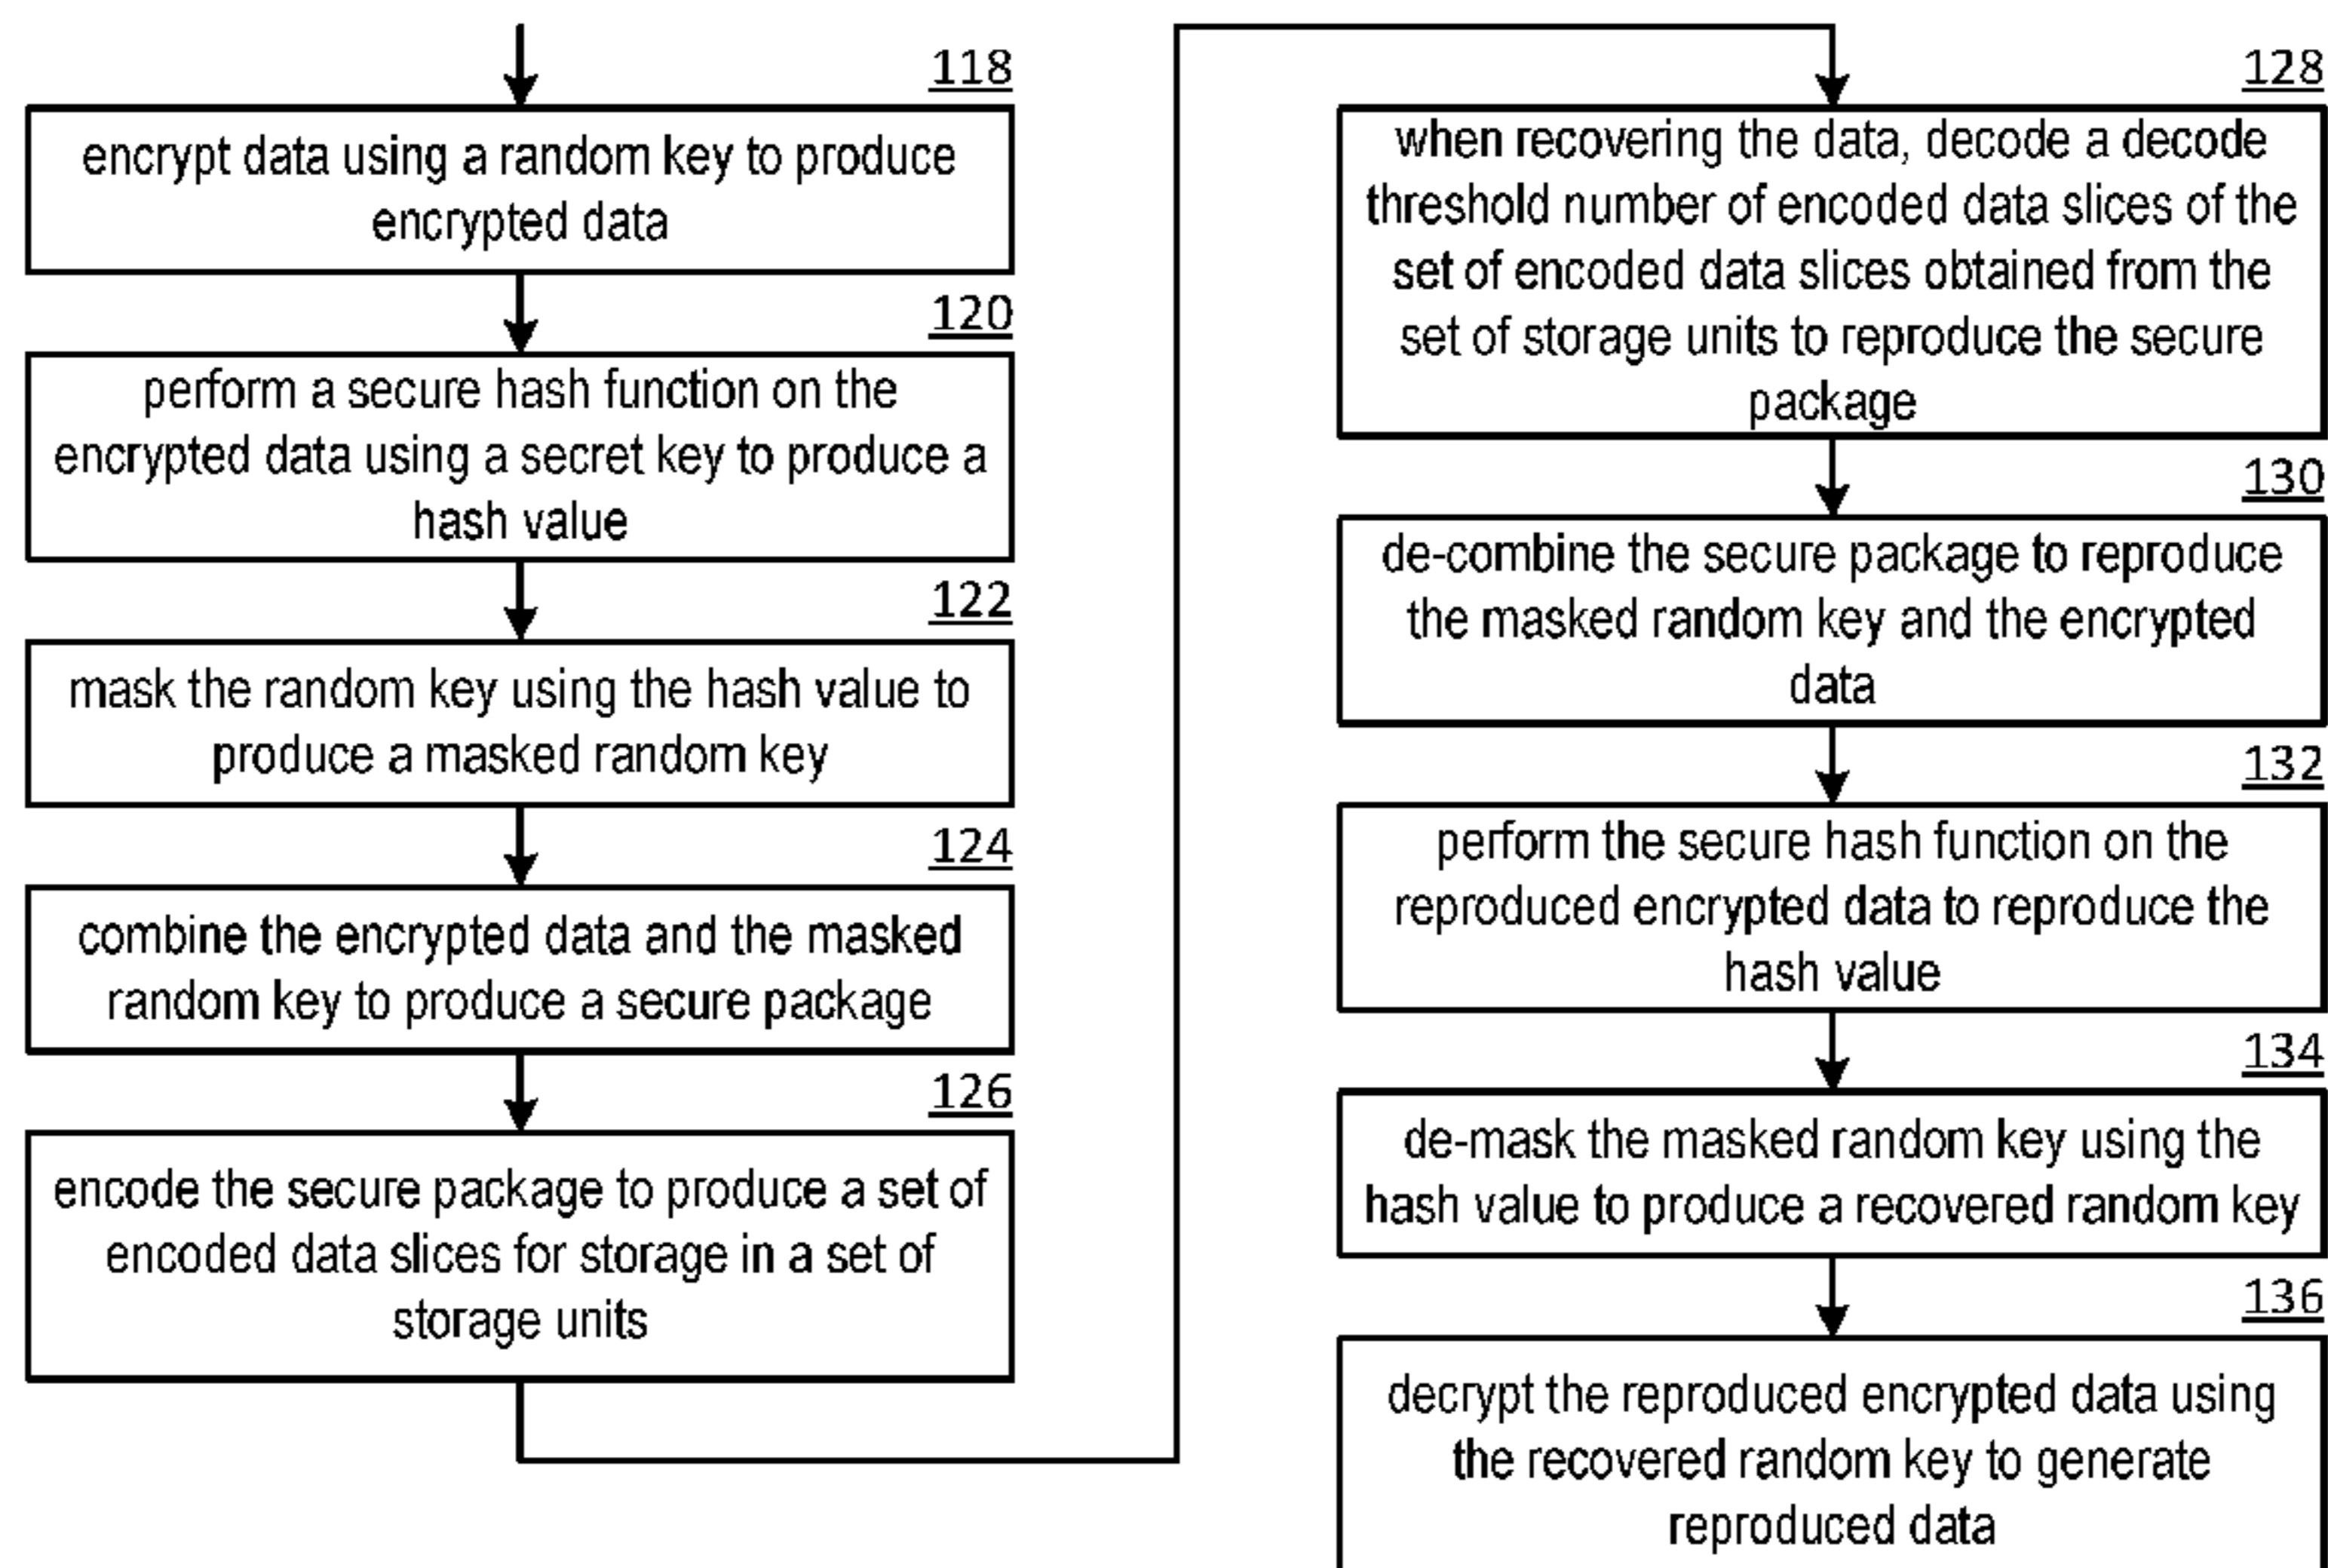 118
encrypt data using a random key to produce
encrypted data
120
perform a secure hash function on the
encrypted data using a secret key to produce a
hash value
122
mask the random key using the hash value to
produce a masked random key
124
combine the encrypted data and the masked
random key to produce a secure package
126
encode the secure package to produce a set of
encoded data slices for storage in a set of
storage units
128
when recovering the data, decode a decode
threshold number of encoded data slices of the
set of encoded data slices obtained from the
set of storage units to reproduce the secure
package
130
de-combine the secure package to reproduce
the masked random key and the encrypted
data
132
perform the secure hash function on the
reproduced encrypted data to reproduce the
hash value
134
de-mask the masked random key using the
hash value to produce a recovered random key
136
decrypt the reproduced encrypted data using
the recovered random key to generate
reproduced data